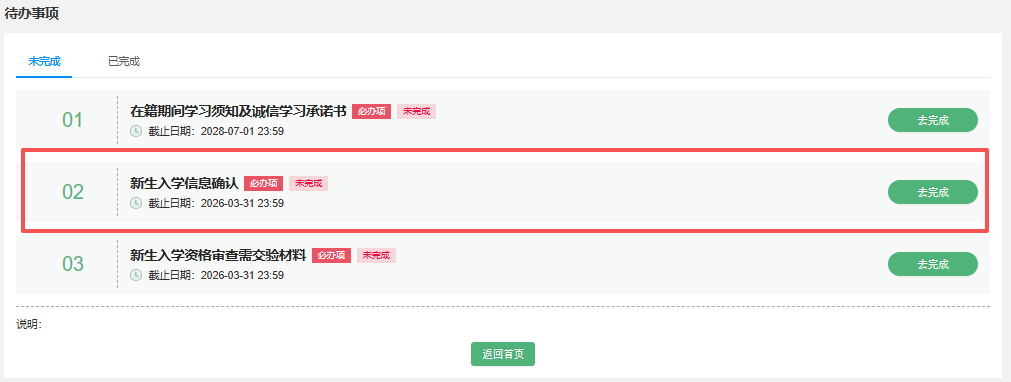 待办事项
未完成 已完成
01 在籍期间学习须知及诚信学习承诺书 必办项 未完成
截止日期：2028-07-01 23:59
去完成
02 新生入学信息确认 必办项 未完成
截止日期：2026-03-31 23:59
去完成
03 新生入学资格审查需交验材料 必办项 未完成
截止日期：2026-03-31 23:59
去完成
说明：
返回首页